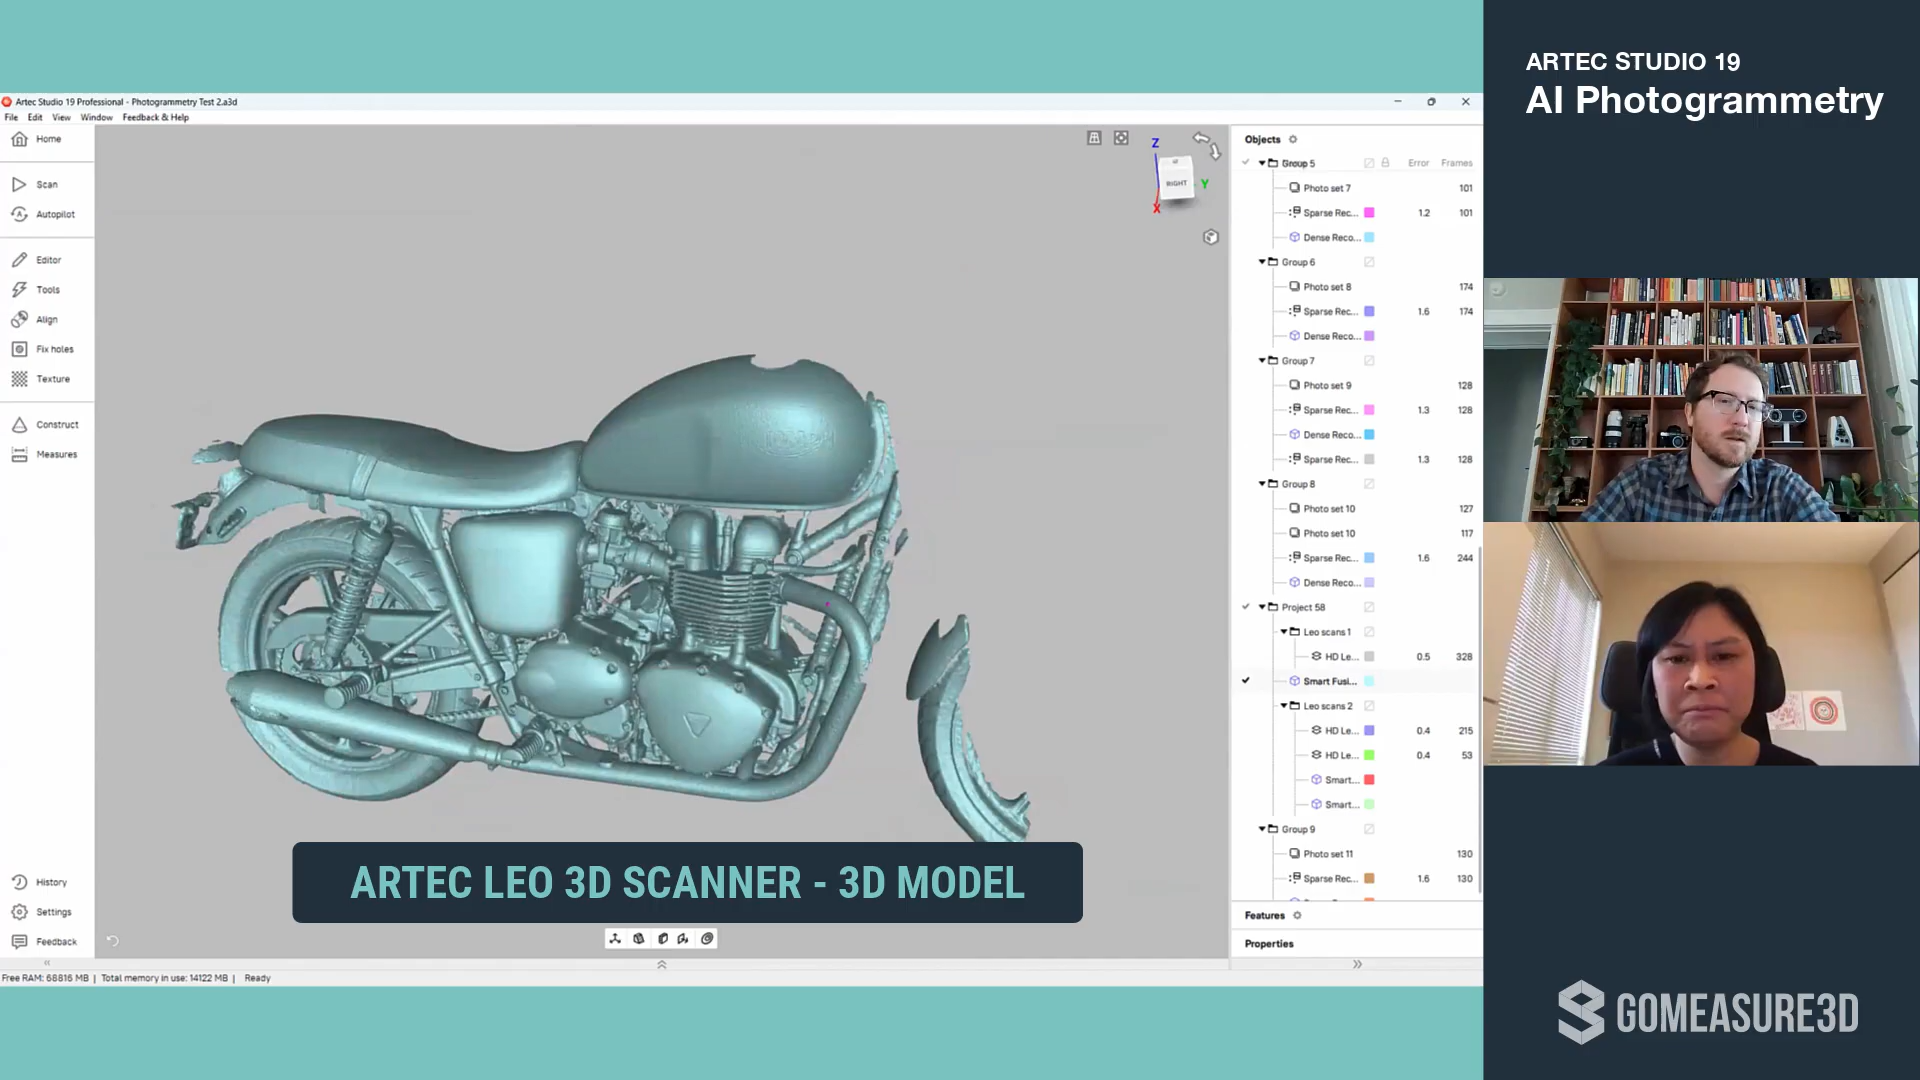 ARTEC STUDIO 19
AI Photogrammetry
Artec Studio 19 Professional - Photogrammetry Test 2.a3d
File Edit View Window Feedback & Help
Home
Scan
Autopilot
Editor
Tools
Align
Fix holes
Texture
Construct
Measures
History
Settings
Feedback
Z
RIGHT
Y
X
Objects
Group 5 Error Frames
Photo set 7 101
Sparse Rec... 1.2 101
Dense Reco...
Group 6
Photo set 8 174
Sparse Rec... 1.6 174
Dense Reco...
Group 7
Photo set 9 128
Sparse Rec... 1.3 128
Dense Reco...
Sparse Rec... 1.3 128
Group 8
Photo set 10 127
Photo set 10 117
Sparse Rec... 1.6 244
Dense Reco...
Project 58
Leo scans 1
HD Le... 0.5 328
Smart Fusi...
Leo scans 2
HD Le... 0.4 215
HD Le... 0.4 53
Smart...
Smart...
Group 9
Photo set 11 130
Sparse Rec... 1.6 130
Features
Properties
ARTEC LEO 3D SCANNER - 3D MODEL
Free RAM: 68816 MB | Total memory in use: 14122 MB | Ready
GOMEASURE3D